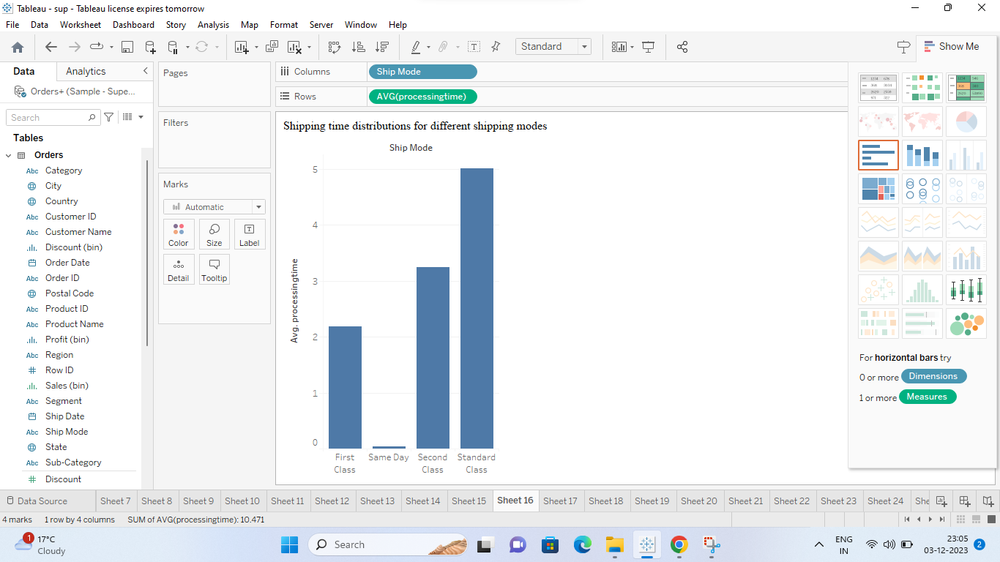 Tableau - sup - Tableau license expires tomorrow
File Data Worksheet Dashboard Story Analysis Map Format Server Window Help
Standard
Show Me
Data Analytics
Orders+ (Sample - Supe...
Search
Tables
Orders
Abc Category
City
Country
Abc Customer ID
Abc Customer Name
Discount (bin)
Order Date
Abc Order ID
Postal Code
Abc Product ID
Abc Product Name
Profit (bin)
Abc Region
# Row ID
Sales (bin)
Abc Segment
Ship Date
Abc Ship Mode
State
Abc Sub-Category
# Discount
Pages
Filters
Marks
Automatic
Color Size Label
Detail Tooltip
Columns Ship Mode
Rows AVG(processingtime)
Shipping time distributions for different shipping modes
Ship Mode
Avg. processingtime
5
4
3
2
1
0
First Class
Same Day
Second Class
Standard Class
For horizontal bars try
0 or more Dimensions
1 or more Measures
Data Source Sheet 7 Sheet 8 Sheet 9 Sheet 10 Sheet 11 Sheet 12 Sheet 13 Sheet 14 Sheet 15 Sheet 16 Sheet 17 Sheet 18 Sheet 19 Sheet 20 Sheet 21 Sheet 22 Sheet 23 Sheet 24 She
4 marks 1 row by 4 columns SUM of AVG(processingtime): 10.471
1
17°C
Cloudy
Search
ENG
IN
23:05
03-12-2023
2